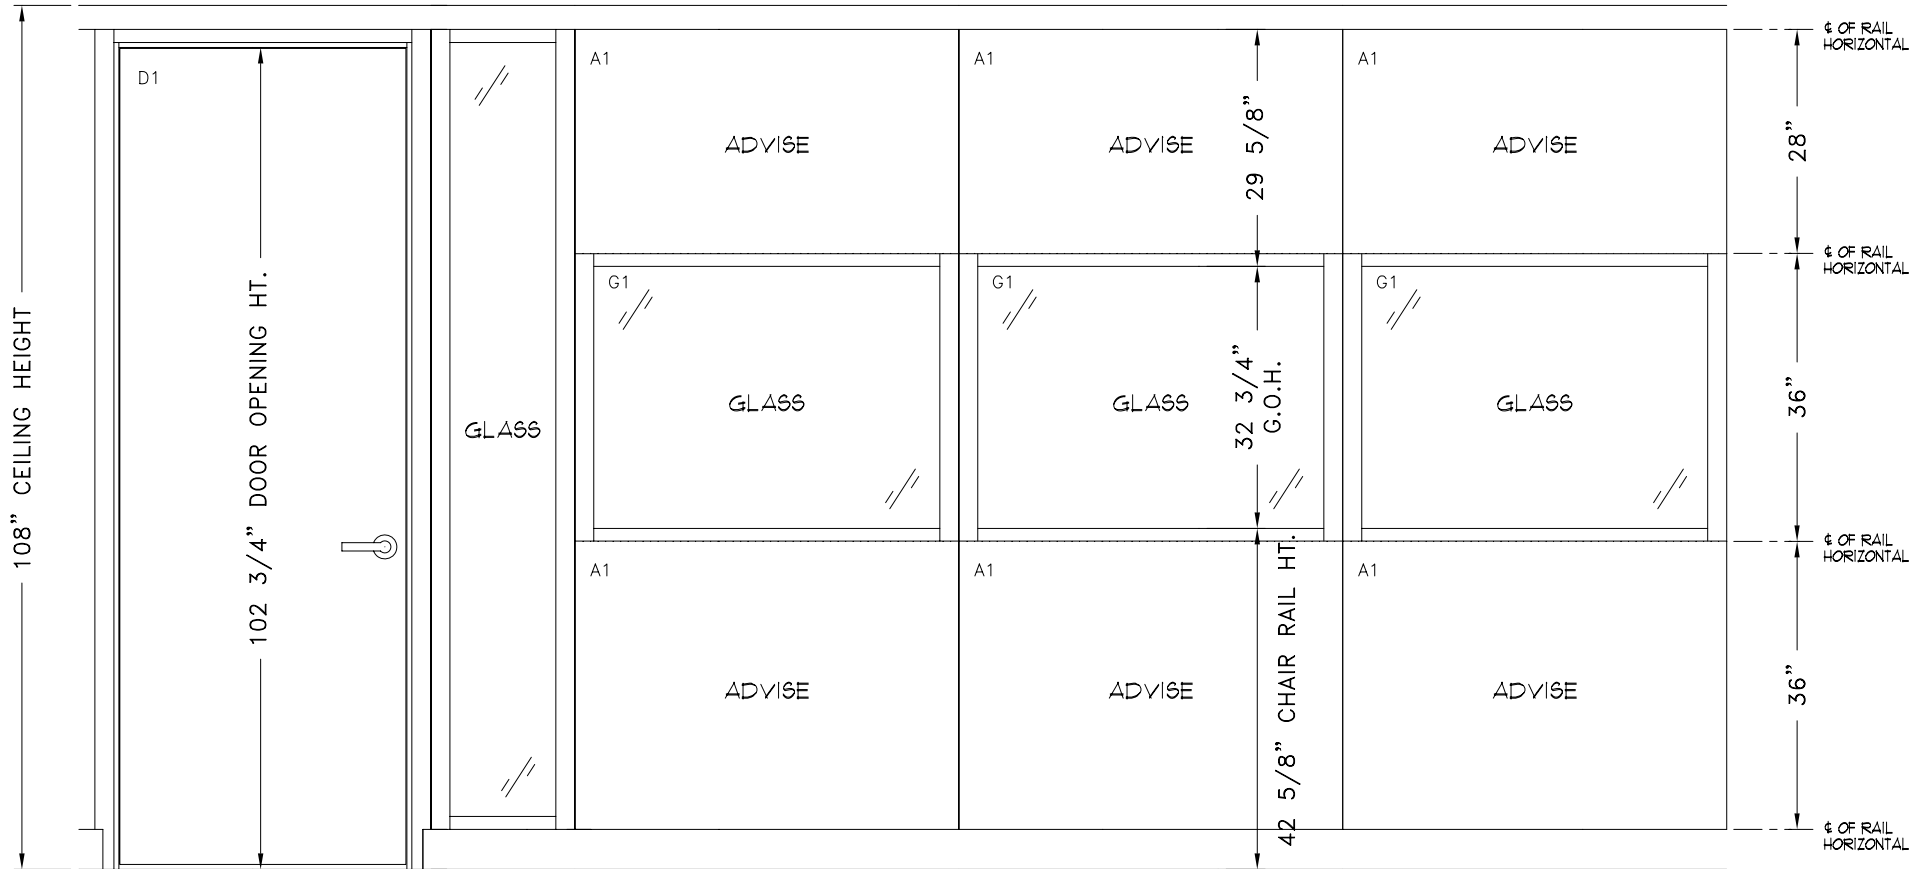 108" CEILING HEIGHT
D1
102 3/4" DOOR OPENING HT.
GLASS
A1
ADVISE
A1
ADVISE
29 5/8"
A1
ADVISE
℄ OF RAIL
HORIZONTAL
28"
℄ OF RAIL
HORIZONTAL
G1
GLASS
G1
GLASS
32 3/4"
G.O.H.
G1
GLASS
36"
℄ OF RAIL
HORIZONTAL
A1
ADVISE
A1
ADVISE
42 5/8" CHAIR RAIL HT.
A1
ADVISE
36"
℄ OF RAIL
HORIZONTAL